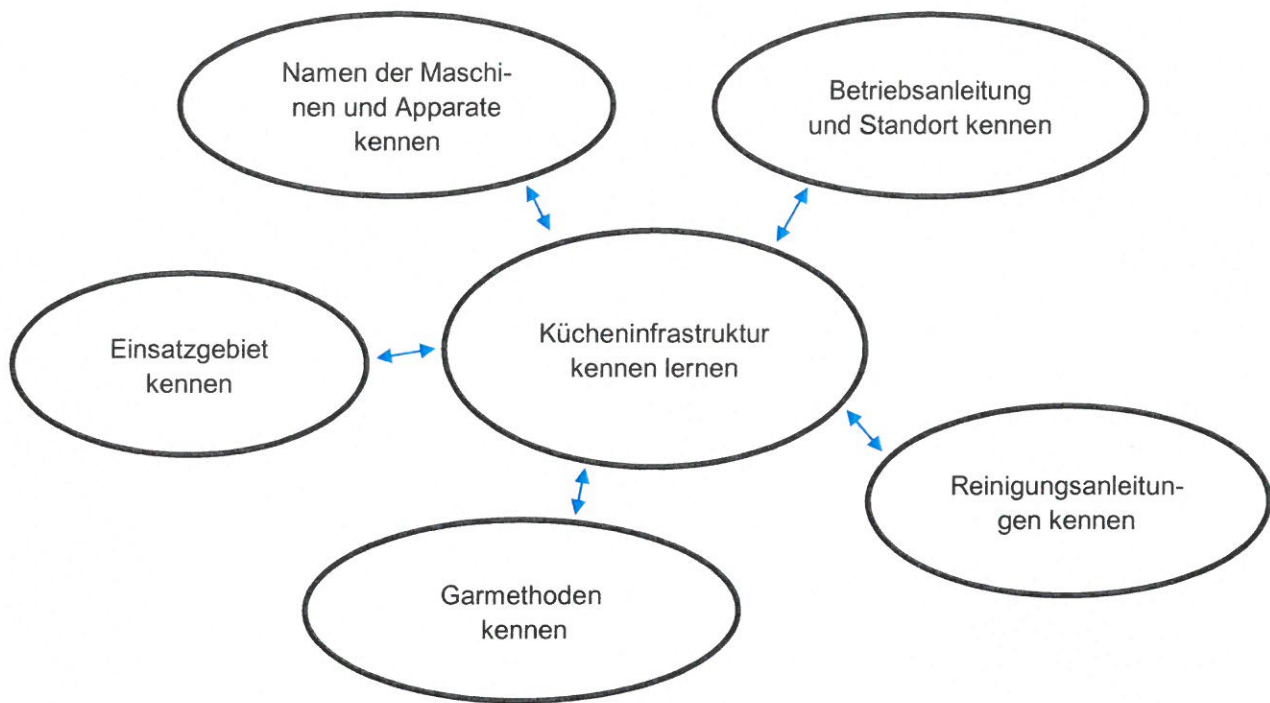 Namen der Maschi-
nen und Apparate
kennen
Betriebsanleitung
und Standort kennen
Einsatzgebiet
kennen
Kücheninfrastruktur
kennen lernen
Reinigungsanleitun-
gen kennen
Garmethoden
kennen